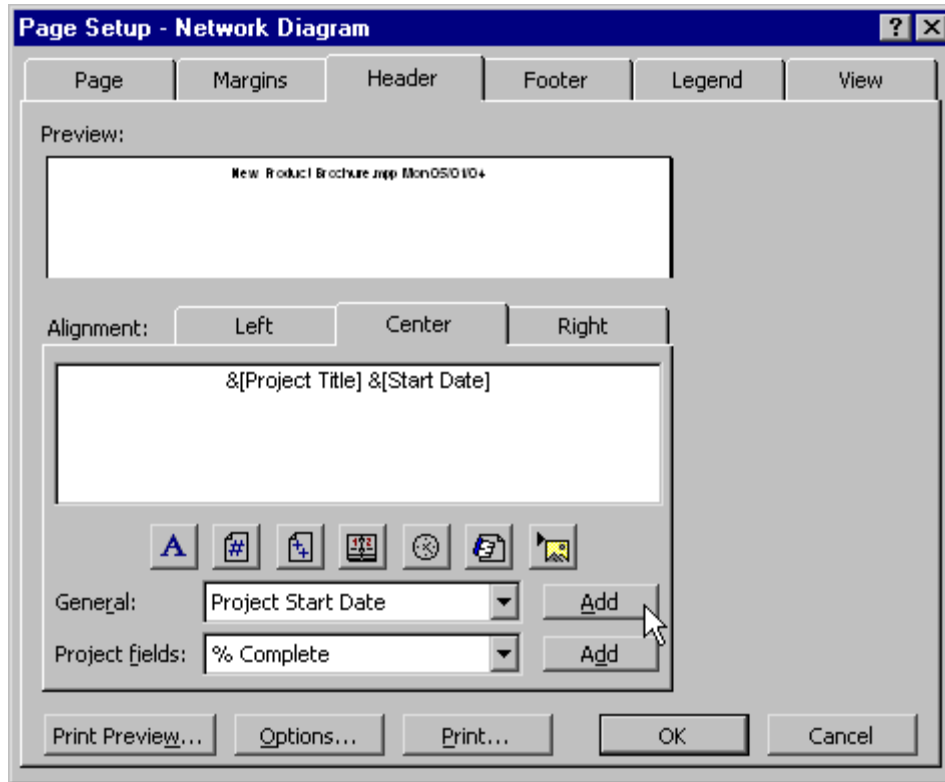 Page Setup - Network Diagram
Page Margins Header Footer Legend View
Preview:
New Product Brochure.mpp Mon 05/01/04
Alignment: Left Center Right
&[Project Title] &[Start Date]
A # ++
General: Project Start Date Add
Project fields: % Complete Add
Print Preview... Options... Print... OK Cancel